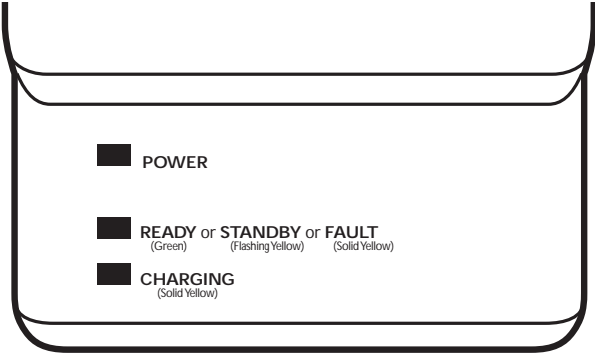 POWER
READY or STANDBY or FAULT
(Green) (Flashing Yellow) (Solid Yellow)
CHARGING
(Solid Yellow)